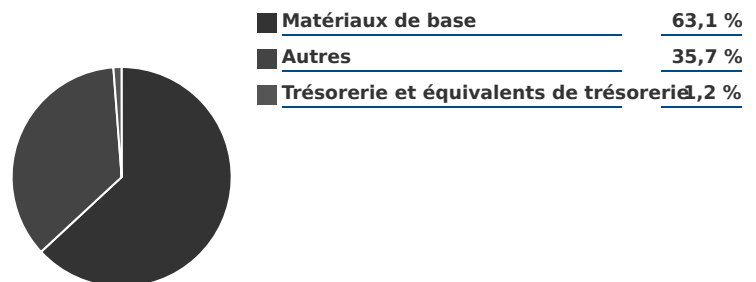 Matériaux de base 63,1 %
Autres 35,7 %
Trésorerie et équivalents de trésorerie 1,2 %